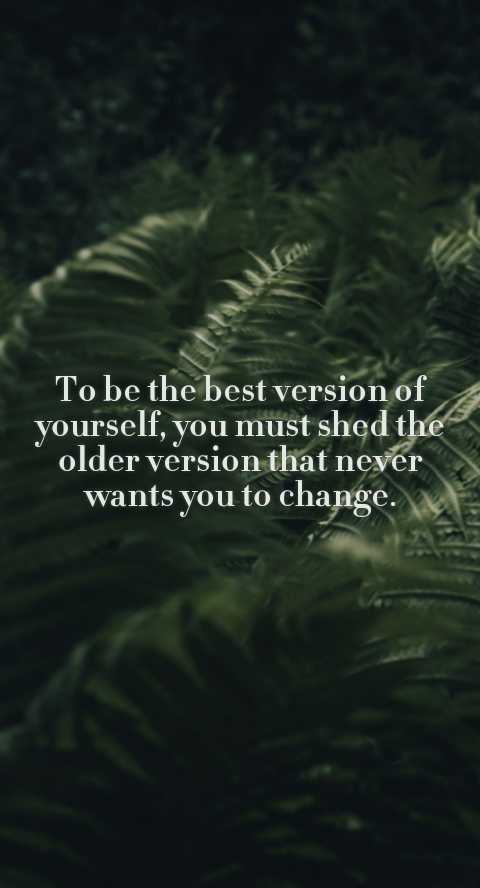 To be the best version of
yourself, you must shed the
older version that never
wants you to change.